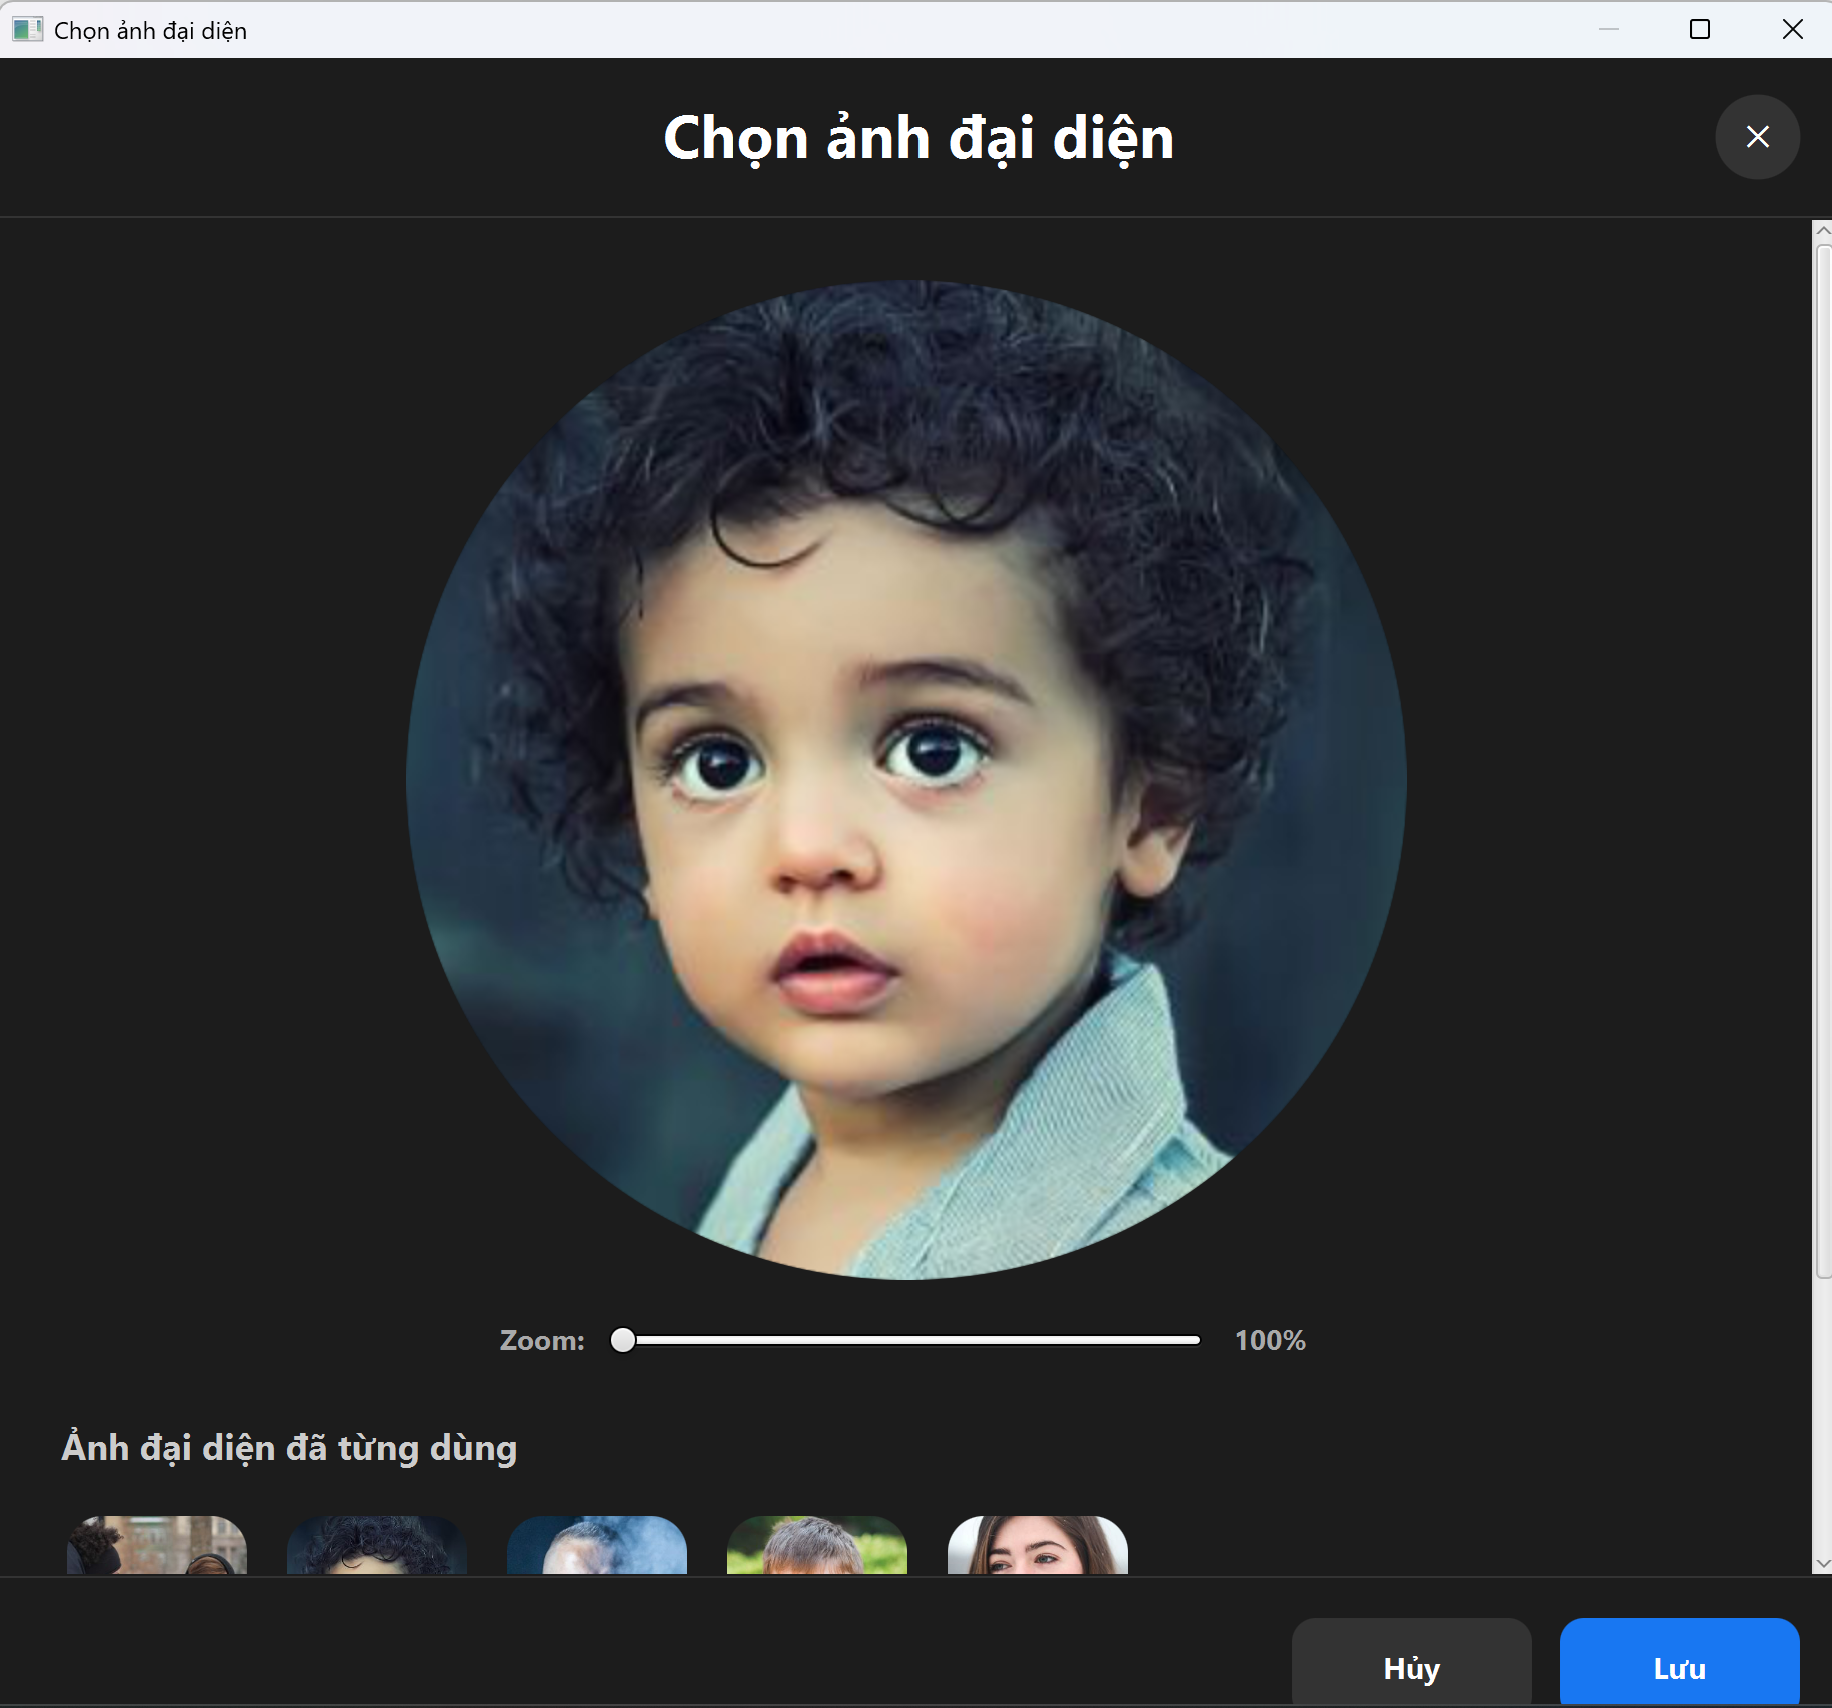 Chọn ảnh đại diện
Chọn ảnh đại diện
Zoom: 100%
Ảnh đại diện đã từng dùng
Hủy Lưu